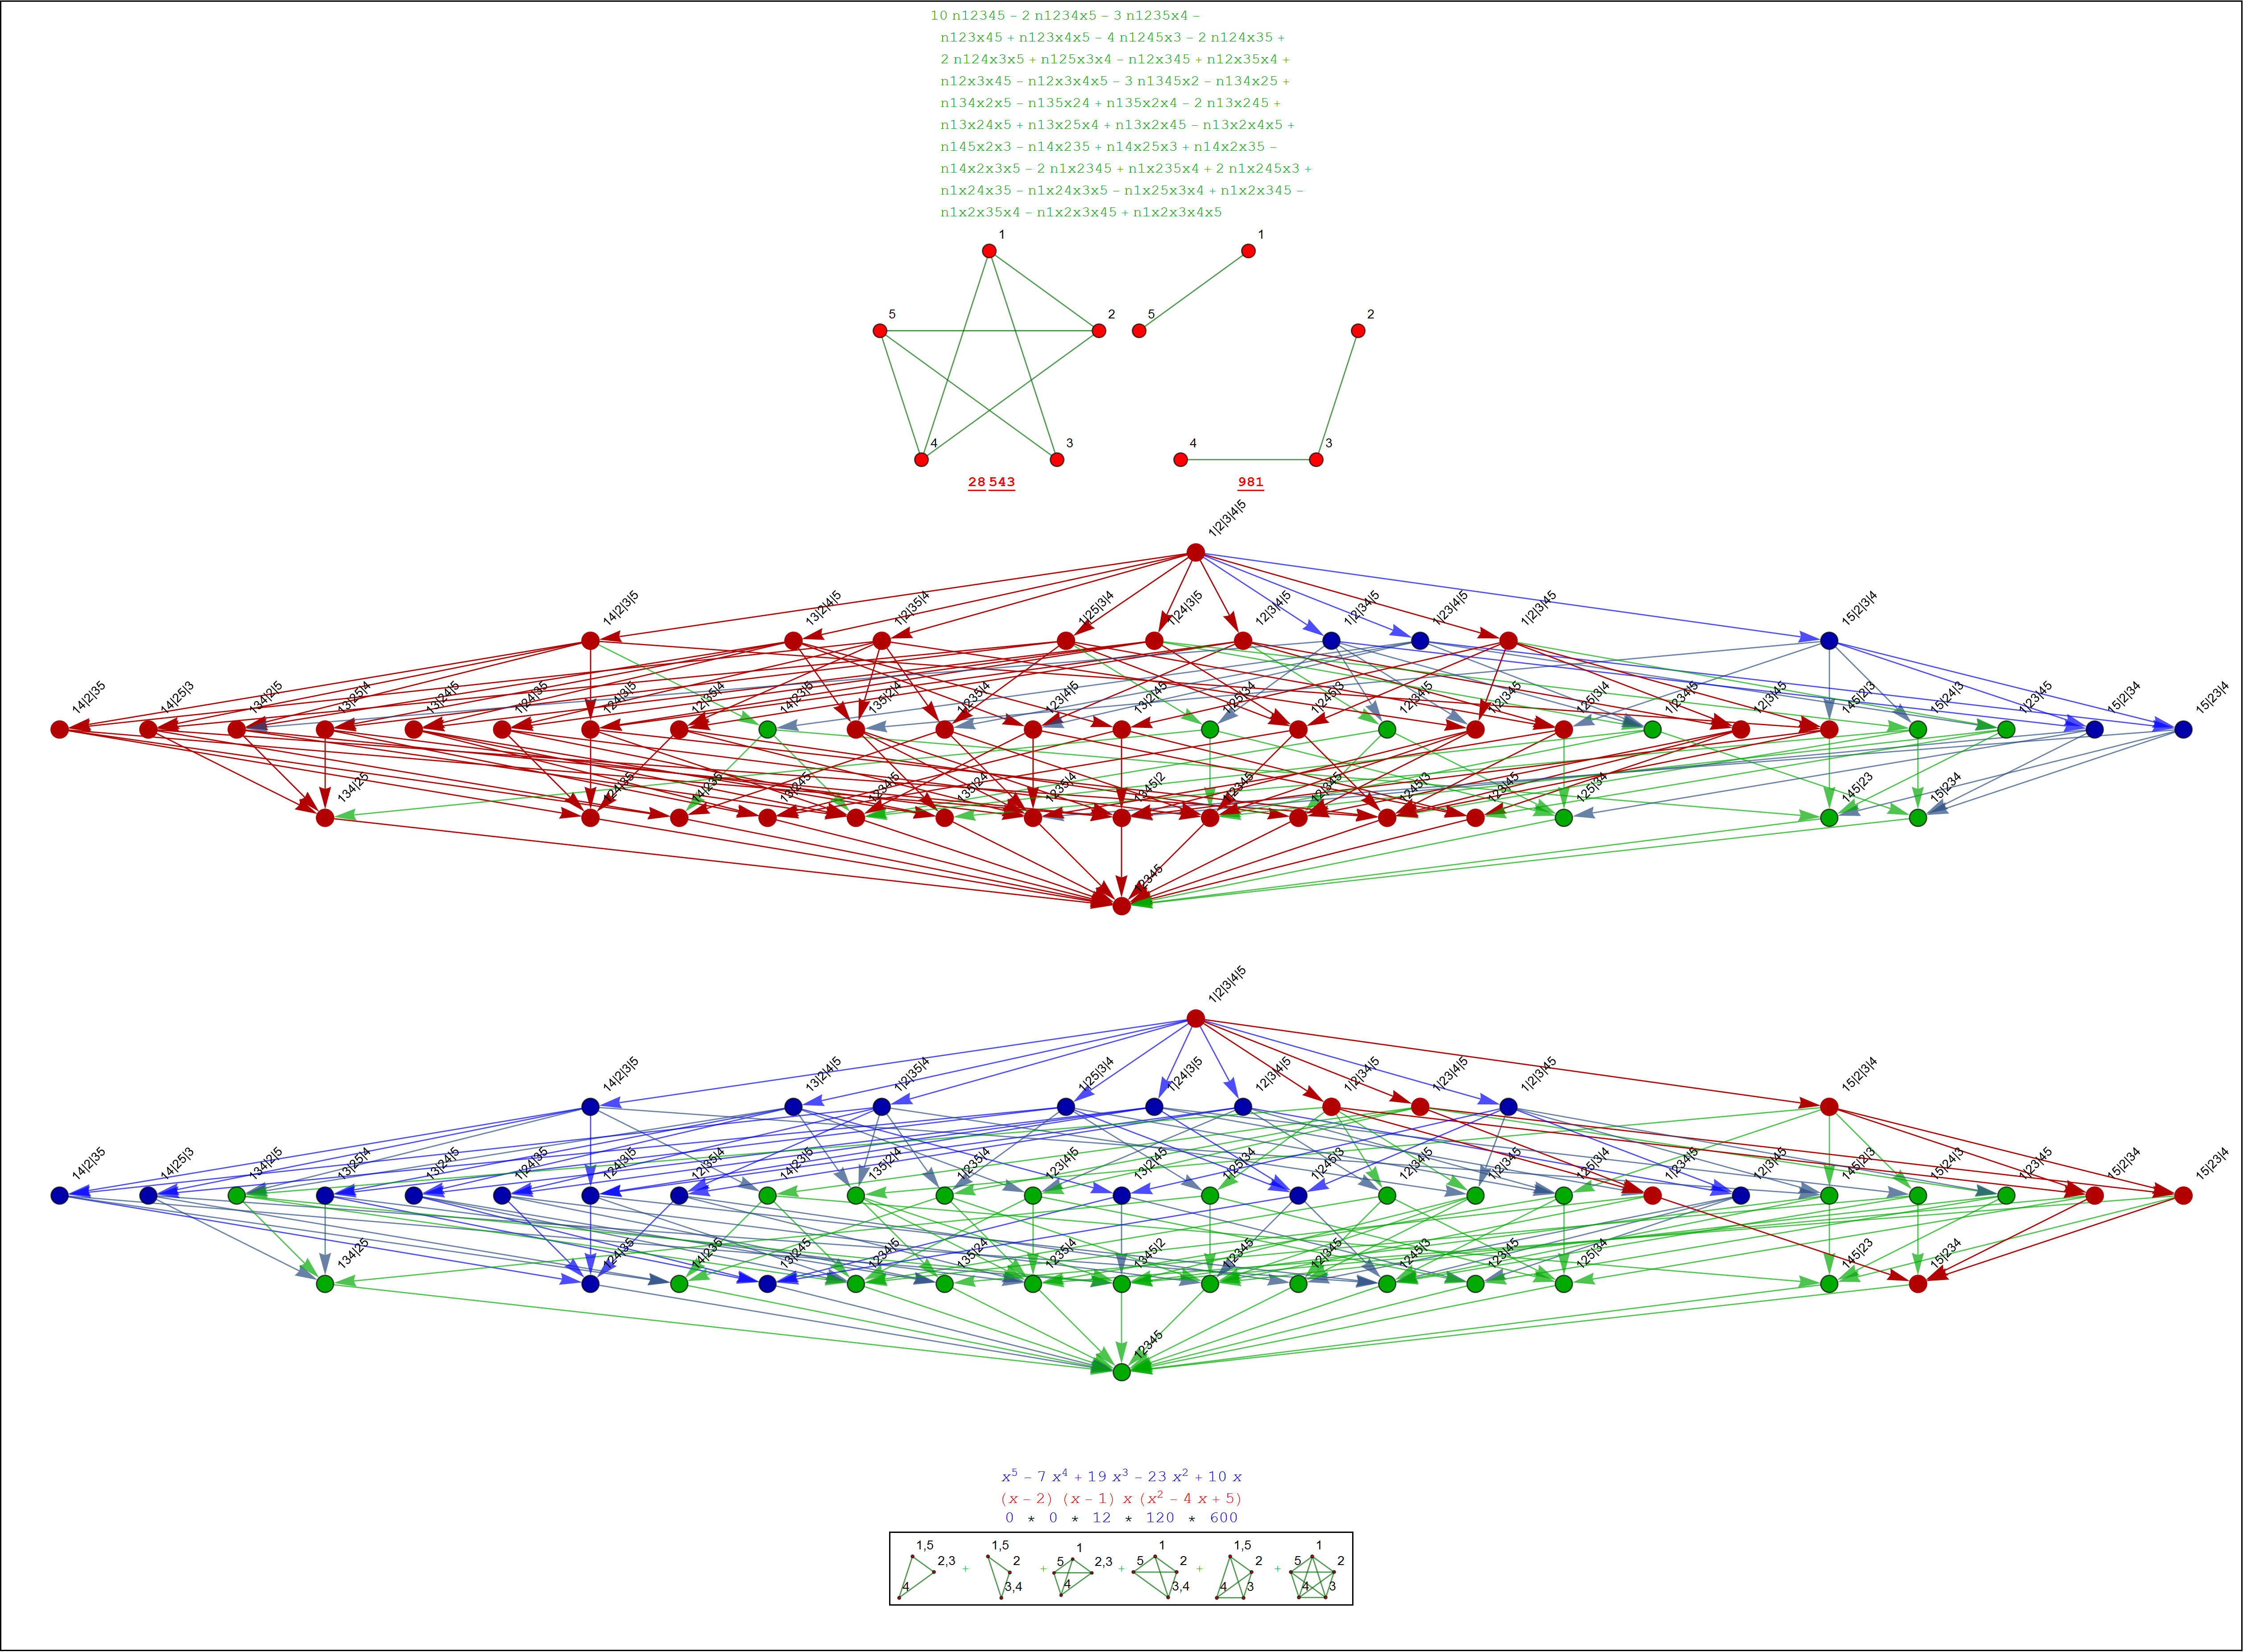 10 n12345 – 2 n1234x5 – 3 n1235x4 –
n123x45 + n123x4x5 – 4 n1245x3 – 2 n124x35 +
2 n124x3x5 + n125x3x4 – n12x345 + n12x35x4 +
n12x3x45 – n12x3x4x5 – 3 n1345x2 – n134x25 +
n134x2x5 – n135x24 + n135x2x4 – 2 n13x245 +
n13x24x5 + n13x25x4 + n13x2x45 – n13x2x4x5 +
n145x2x3 – n14x235 + n14x25x3 + n14x2x35 –
n14x2x3x5 – 2 n1x2345 + n1x235x4 + 2 n1x245x3 +
n1x24x35 – n1x24x3x5 – n1x25x3x4 + n1x2x345 –
n1x2x35x4 – n1x2x3x45 + n1x2x3x4x5
1 1
5 2 5 2
4 3 4 3
28 543 981
1|2|3|4|5
14|2|3|5 13|2|4|5 1|2|35|4 1|25|3|4 1|24|3|5 12|3|4|5 1|2|34|5 1|23|4|5 1|2|3|45 15|2|3|4
14|2|35 14|25|3 134|2|5 13|25|4 13|24|5 1|24|35 124|3|5 12|35|4 14|23|5 135|2|4 1|235|4 123|4|5 13|2|45 1|25|34 1|245|3 12|34|5 1|2|345 125|3|4 1|234|5 12|3|45 145|2|3 15|24|3 1|23|45 15|2|34 15|23|4
134|25 124|35 14|235 13|245 1234|5 135|24 1235|4 1345|2 1|2345 12|345 1245|3 123|45 125|34 145|23 15|234
12345
1|2|3|4|5
14|2|3|5 13|2|4|5 1|2|35|4 1|25|3|4 1|24|3|5 12|3|4|5 1|2|34|5 1|23|4|5 1|2|3|45 15|2|3|4
14|2|35 14|25|3 134|2|5 13|25|4 13|24|5 1|24|35 124|3|5 12|35|4 14|23|5 135|2|4 1|235|4 123|4|5 13|2|45 1|25|34 1|245|3 12|34|5 1|2|345 125|3|4 1|234|5 12|3|45 145|2|3 15|24|3 1|23|45 15|2|34 15|23|4
134|25 124|35 14|235 13|245 1234|5 135|24 1235|4 1345|2 1|2345 12|345 1245|3 123|45 125|34 145|23 15|234
12345
x⁵ – 7 x⁴ + 19 x³ – 23 x² + 10 x
(x – 2) (x – 1) x (x² – 4 x + 5)
0 * 0 * 12 * 120 * 600
1,5 2,3 4 + 1,5 2 3,4 + 1 5 2,3 4 + 1 5 2 3,4 + 1,5 2 4 3 + 1 5 2 4 3